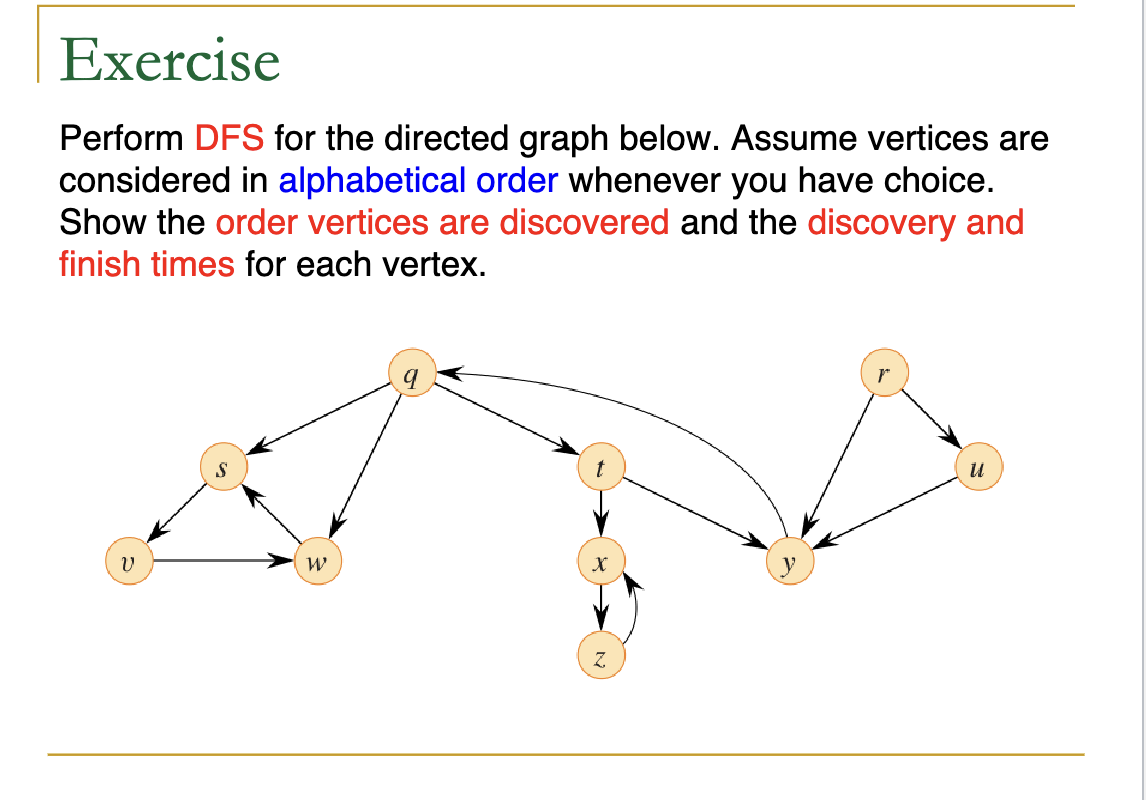 Exercise
Perform DFS for the directed graph below. Assume vertices are
considered in alphabetical order whenever you have choice.
Show the order vertices are discovered and the discovery and
finish times for each vertex.
q
r
s
t
u
v
w
x
y
z